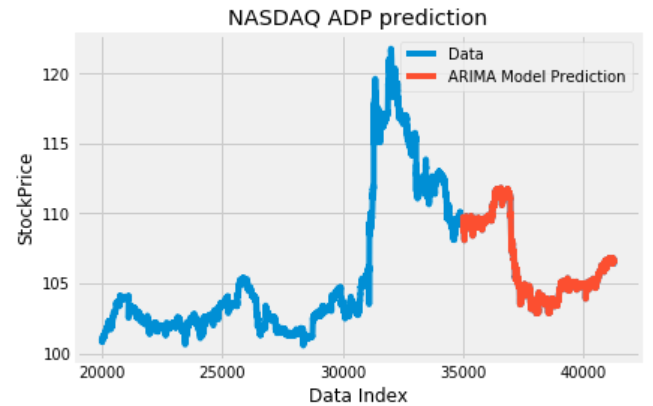 NASDAQ ADP prediction
Data
ARIMA Model Prediction
StockPrice
120
115
110
105
100
20000 25000 30000 35000 40000
Data Index